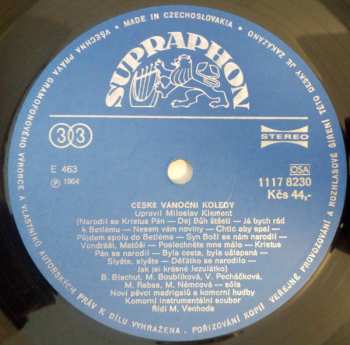 • MADE IN CZECHOSLOVAKIA •
VŠECHNA PRÁVA GRAMOFONOVÉHO VÝROBCE A VLASTNÍKŮ AUTORSKÝCH PRÁV K DÍLU VYHRAZENA • POŘIZOVÁNÍ KOPIÍ, VEŘEJNÉ PROVOZOVÁNÍ A ROZHLASOVÉ ŠÍŘENÍ TÉTO DESKY JE ZAKÁZÁNO
SUPRAPHON
33
STEREO
E 463
OSA
Ⓟ 1964
1117 8230
Kčs 44,-
ČESKÉ VÁNOČNÍ KOLEDY
Upravil Miloslav Klement
(Narodil se Kristus Pán — Dej Bůh štěstí — Já bych rád
k Betlému — Nesem vám noviny — Chtíc aby spal —
Půjdem spolu do Betléma — Syn Boží se nám narodil —
Vondráši, Matóši — Poslechněte mne málo — Kristus
Pán se narodil — Byla cesta, byla ušlapaná —
Slyšte, slyšte — Děťátko se narodilo —
Jak jsi krásné Jezulátko)
B. Blachut, M. Boublíková, V. Pecháčková,
M. Rebsa, M. Němcová — sóla
Noví pěvci madrigalů a komorní hudby
Komorní instrumentální soubor
Řídí M. Venhoda